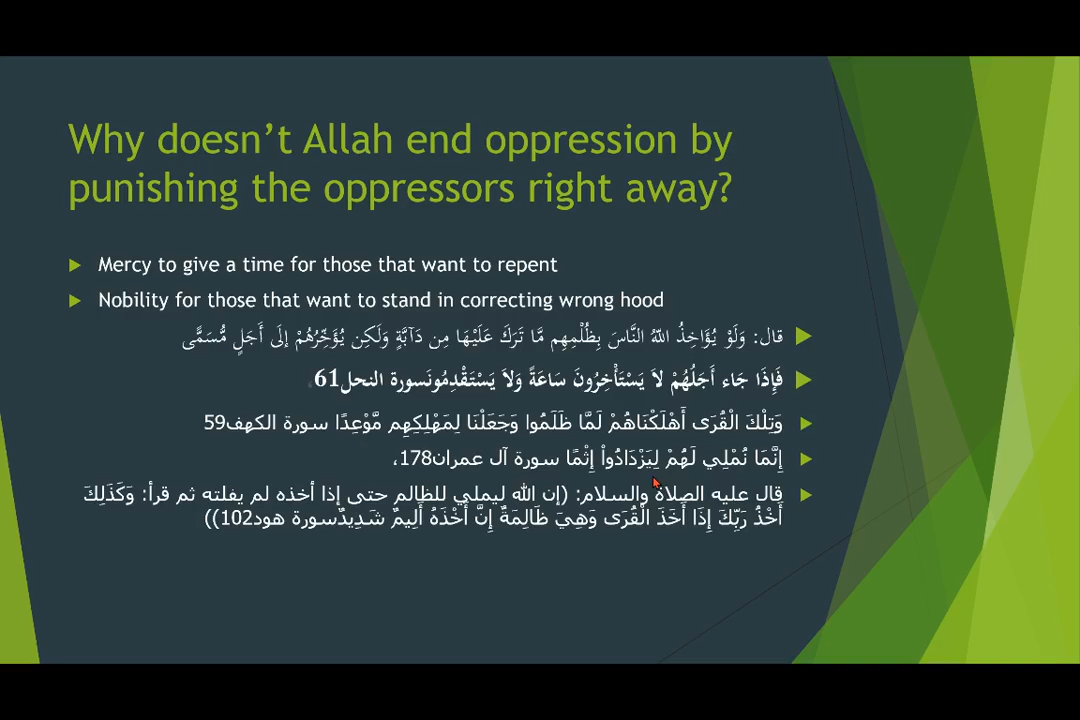 Why doesn’t Allah end oppression by
punishing the oppressors right away?
Mercy to give a time for those that want to repent
Nobility for those that want to stand in correcting wrong hood
قال: وَلَوْ يُؤَاخِذُ اللّهُ النَّاسَ بِظُلْمِهِم مَّا تَرَكَ عَلَيْهَا مِن دَآبَّةٍ وَلَكِن يُؤَخِّرُهُمْ إلَى أَجَلٍ مُّسَمًّى
فَإِذَا جَاء أَجَلُهُمْ لاَ يَسْتَأْخِرُونَ سَاعَةً وَلاَ يَسْتَقْدِمُونَسورة النحل61.
وَتِلْكَ الْقُرَى أَهْلَكْنَاهُمْ لَمَّا ظَلَمُوا وَجَعَلْنَا لِمَهْلِكِهِم مَّوْعِدًا سورة الكهف59
إِنَّمَا نُمْلِي لَهُمْ لِيَزْدَادُواْ إِثْمًا سورة آل عمران178،
قال عليه الصلاة والسلام: (إن الله ليملي للظالم حتى إذا أخذه لم يفلته ثم قرأ: وَكَذَلِكَ
أَخْذُ رَبِّكَ إِذَا أَخَذَ الْقُرَى وَهِيَ ظَالِمَةٌ إِنَّ أَخْذَهُ أَلِيمٌ شَدِيدٌسورة هود102))